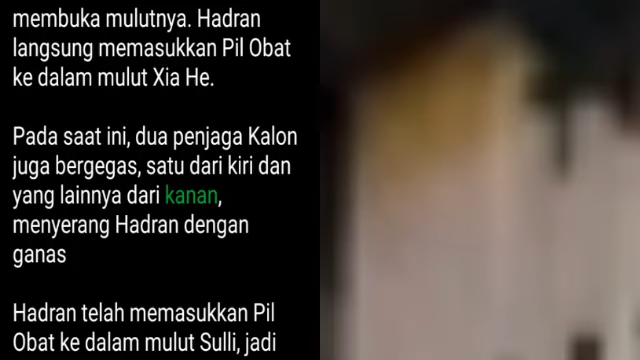 membuka mulutnya. Hadran
langsung memasukkan Pil Obat
ke dalam mulut Xia He.
Pada saat ini, dua penjaga Kalon
juga bergegas, satu dari kiri dan
yang lainnya dari kanan,
menyerang Hadran dengan
ganas
Hadran telah memasukkan Pil
Obat ke dalam mulut Sulli, jadi